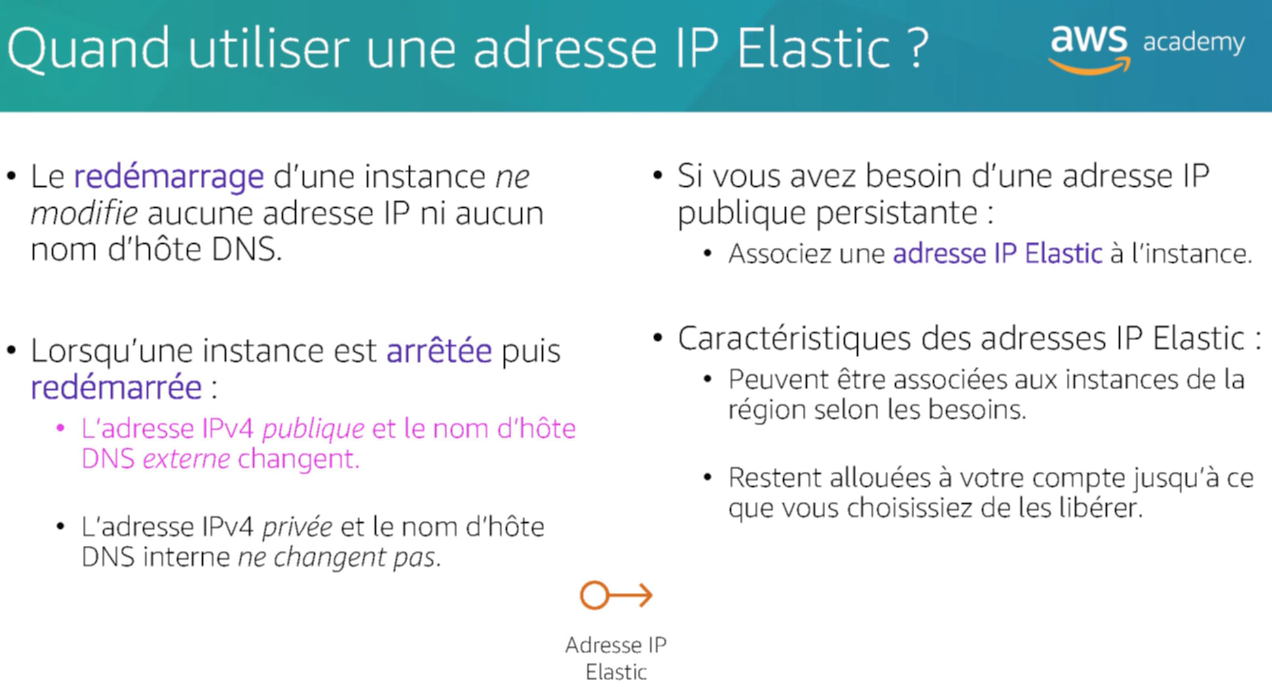 Quand utiliser une adresse IP Elastic ?
aws academy
• Le redémarrage d'une instance ne
modifie aucune adresse IP ni aucun
nom d'hôte DNS.
• Lorsqu'une instance est arrêtée puis
redémarrée :
• L'adresse IPv4 publique et le nom d'hôte
DNS externe changent.
• L'adresse IPv4 privée et le nom d'hôte
DNS interne ne changent pas.
• Si vous avez besoin d'une adresse IP
publique persistante :
• Associez une adresse IP Elastic à l'instance.
• Caractéristiques des adresses IP Elastic :
• Peuvent être associées aux instances de la
région selon les besoins.
• Restent allouées à votre compte jusqu'à ce
que vous choisissiez de les libérer.
Adresse IP
Elastic